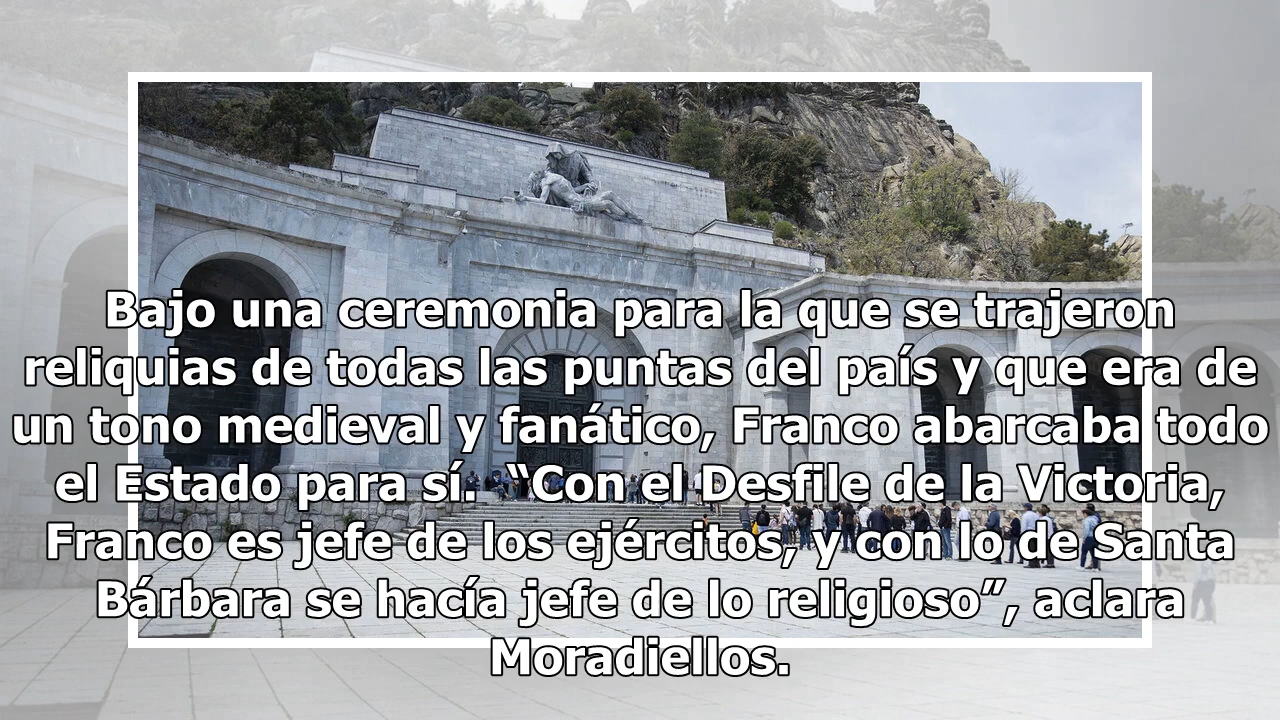 Bajo una ceremonia para la que se trajeron
reliquias de todas las puntas del país y que era de
un tono medieval y fanático, Franco abarcaba todo
el Estado para sí. “Con el Desfile de la Victoria,
Franco es jefe de los ejércitos, y con lo de Santa
Bárbara se hacía jefe de lo religioso”, aclara
Moradiellos.